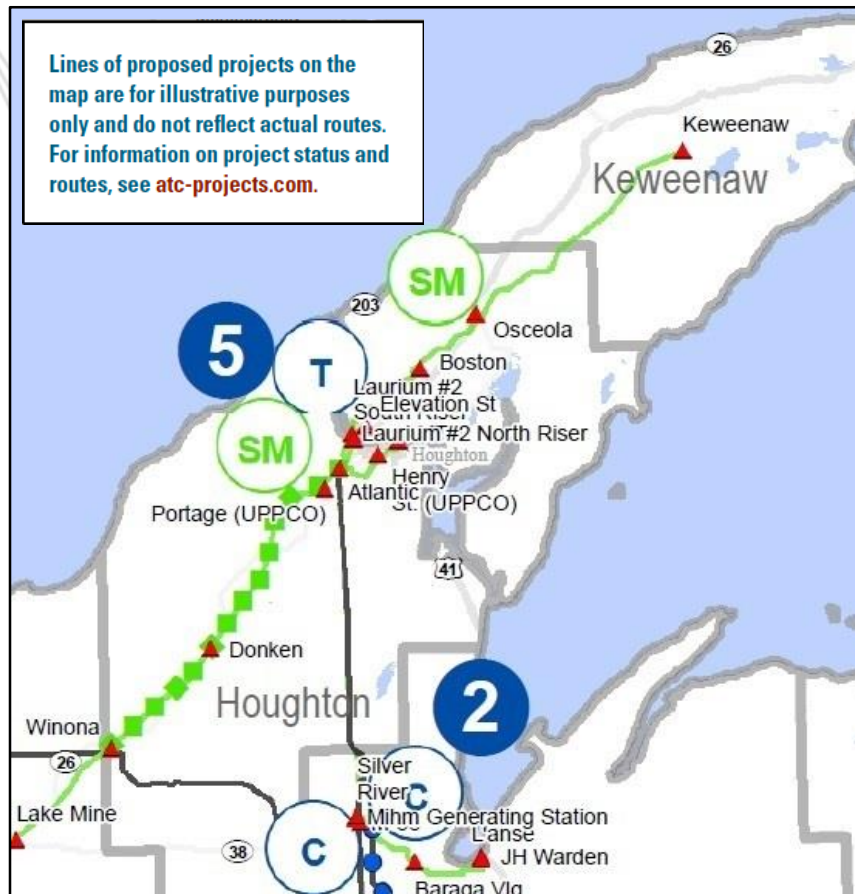 Lines of proposed projects on the
map are for illustrative purposes
only and do not reflect actual routes.
For information on project status and
routes, see atc-projects.com.
26
Keweenaw
Keweenaw
SM
203
Osceola
5
T
Boston
Laurium #2
Elevation St
South Riser
Laurium #2 North Riser
SM
Houghton
Henry
Atlantic
St. (UPPCO)
Portage (UPPCO)
41
Donken
Houghton
2
Winona
26
Silver
River
C
Mihm Generating Station
L'anse
Lake Mine
38
C
JH Warden
Baraga Vlg